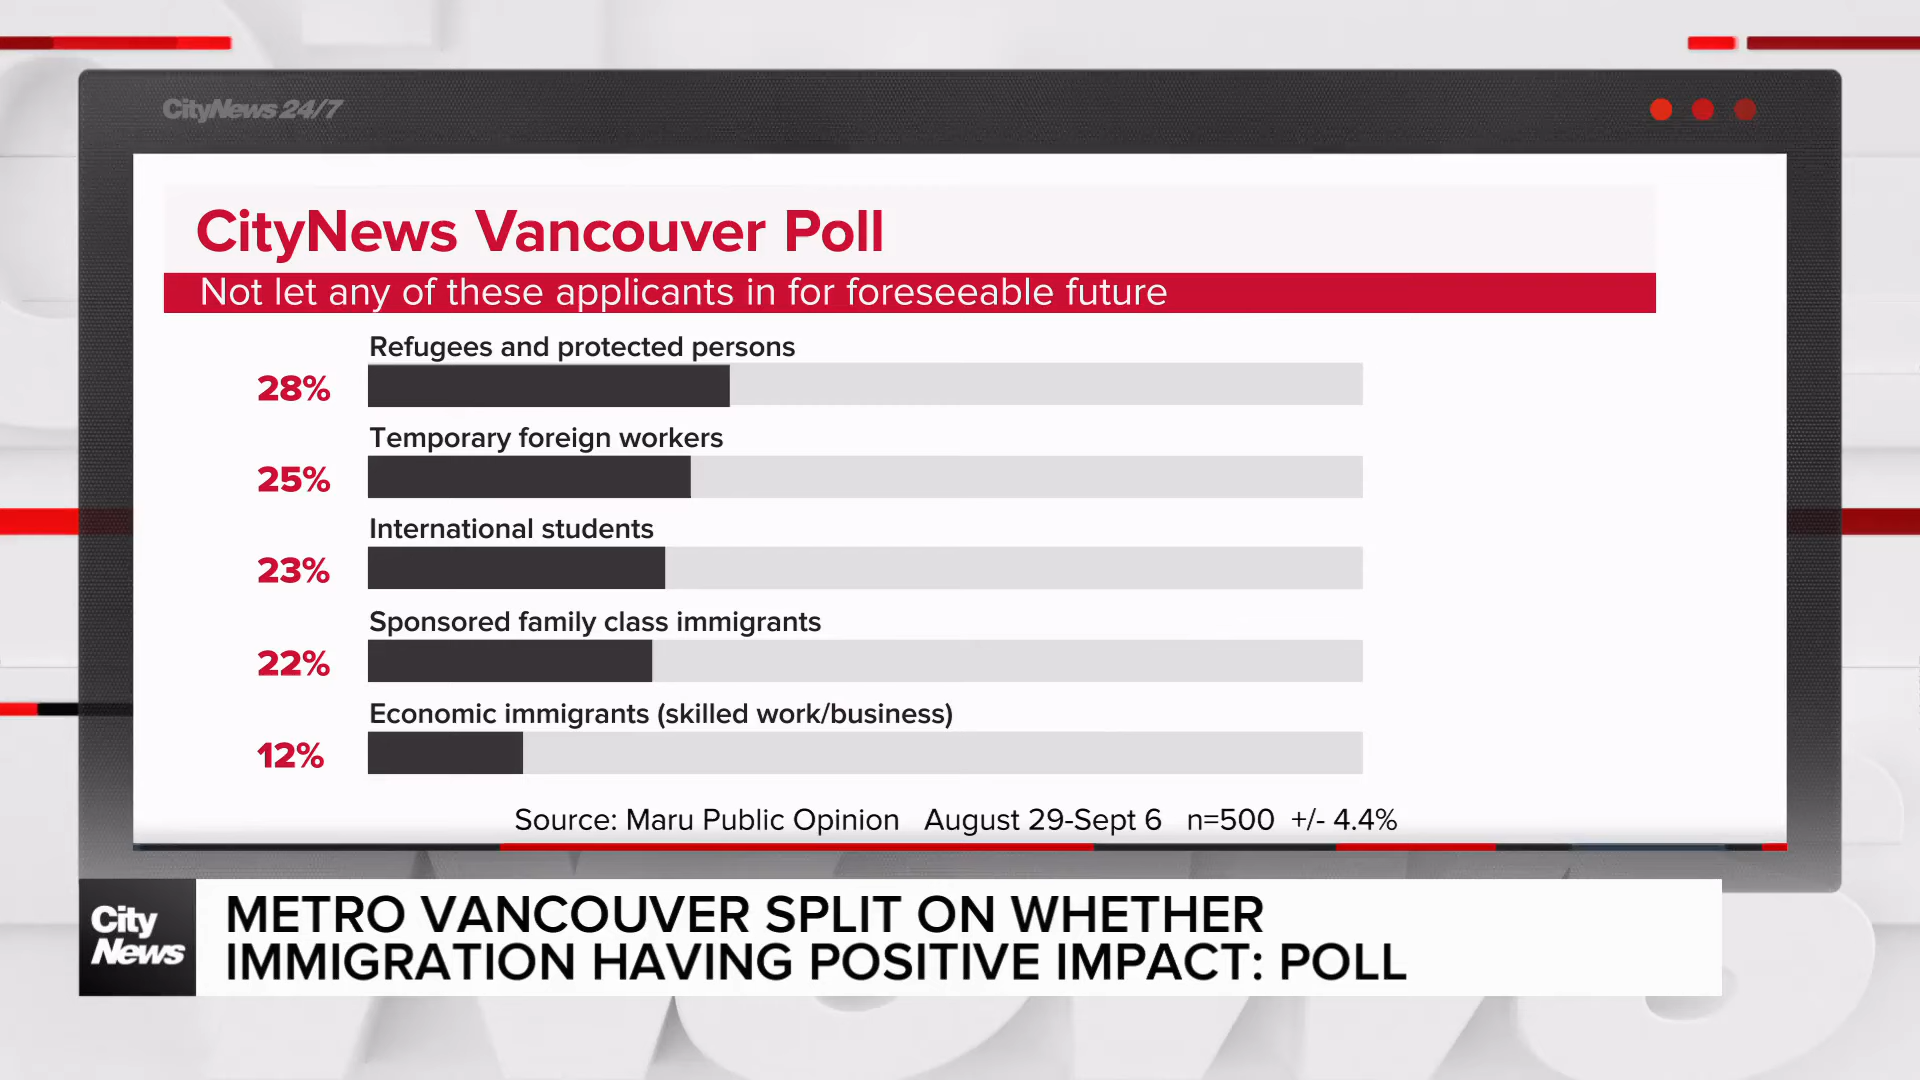 CityNews 24/7
CityNews Vancouver Poll
Not let any of these applicants in for foreseeable future
Refugees and protected persons
28%
Temporary foreign workers
25%
International students
23%
Sponsored family class immigrants
22%
Economic immigrants (skilled work/business)
12%
Source: Maru Public Opinion August 29-Sept 6 n=500 +/- 4.4%
City
News
METRO VANCOUVER SPLIT ON WHETHER
IMMIGRATION HAVING POSITIVE IMPACT: POLL